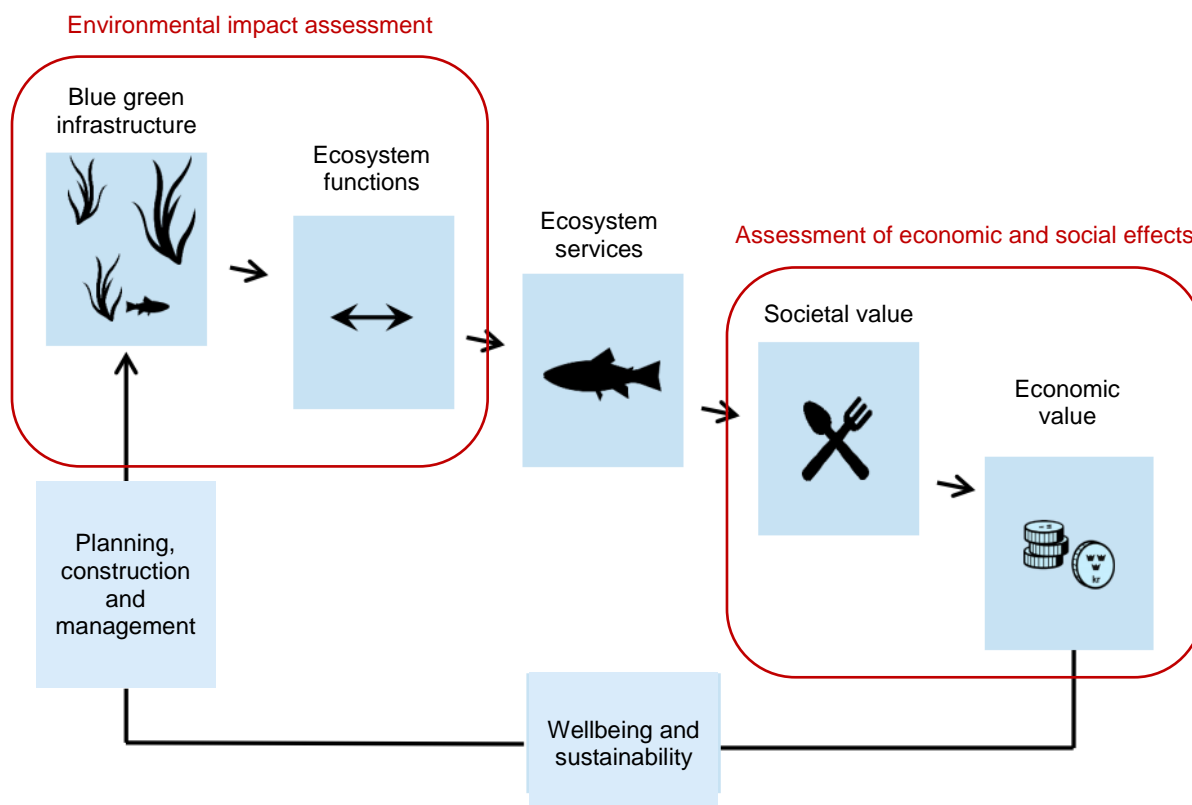 Environmental impact assessment
Blue green
infrastructure
Ecosystem
functions
Ecosystem
services
Assessment of economic and social effects
Societal value
Economic
value
kr
Planning,
construction
and
management
Wellbeing and
sustainability